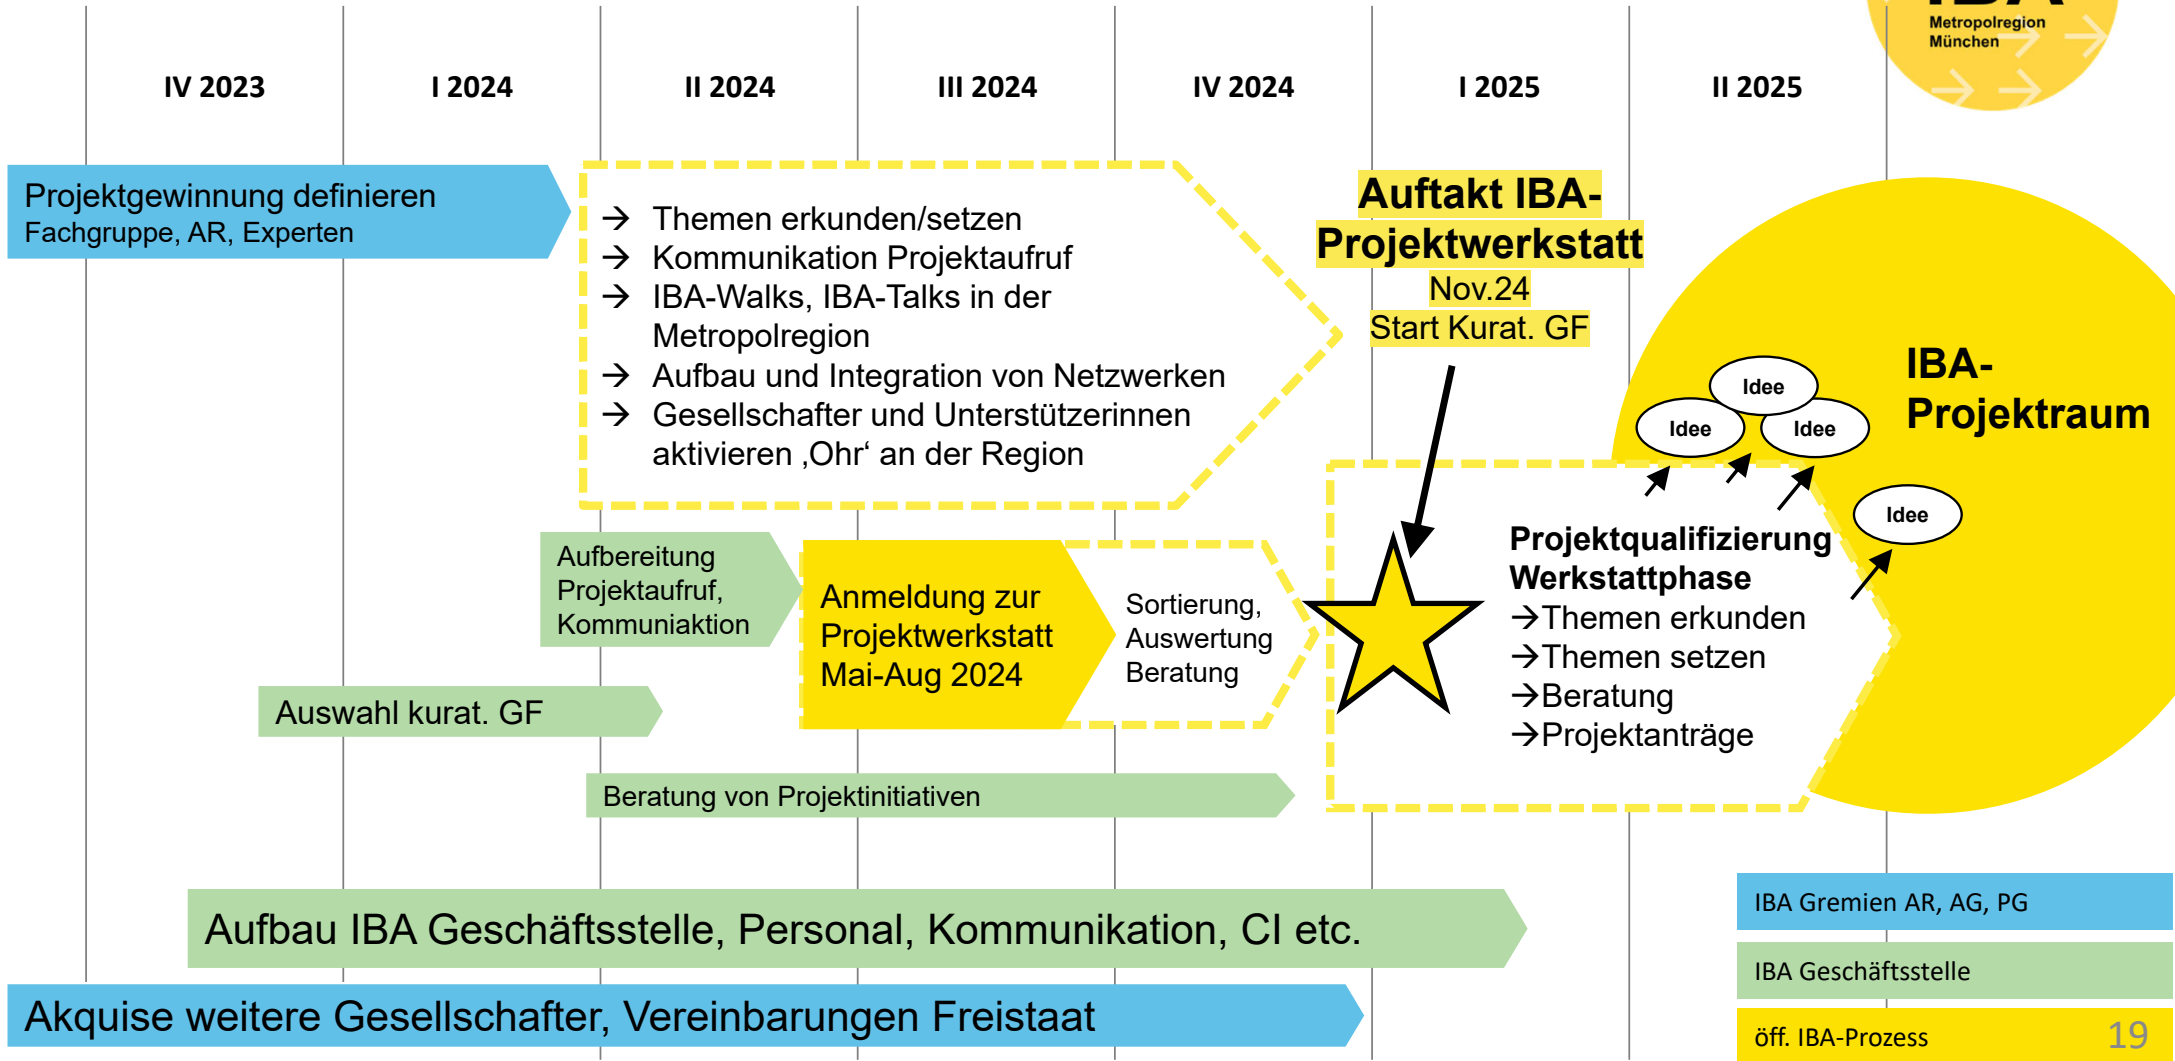 IBA
Metropolregion
München
IV 2023
I 2024
II 2024
III 2024
IV 2024
I 2025
II 2025
Projektgewinnung definieren
Fachgruppe, AR, Experten
→ Themen erkunden/setzen
→ Kommunikation Projektaufruf
→ IBA-Walks, IBA-Talks in der
Metropolregion
→ Aufbau und Integration von Netzwerken
→ Gesellschafter und Unterstützerinnen
aktivieren ‚Ohr‘ an der Region
Auftakt IBA-
Projektwerkstatt
Nov.24
Start Kurat. GF
IBA-
Projektraum
Idee
Idee
Idee
Idee
Aufbereitung
Projektaufruf,
Kommuniaktion
Anmeldung zur
Projektwerkstatt
Mai-Aug 2024
Sortierung,
Auswertung
Beratung
Projektqualifizierung
Werkstattphase
→Themen erkunden
→Themen setzen
→Beratung
→Projektanträge
Auswahl kurat. GF
Beratung von Projektinitiativen
Aufbau IBA Geschäftsstelle, Personal, Kommunikation, CI etc.
Akquise weitere Gesellschafter, Vereinbarungen Freistaat
IBA Gremien AR, AG, PG
IBA Geschäftsstelle
öff. IBA-Prozess
19